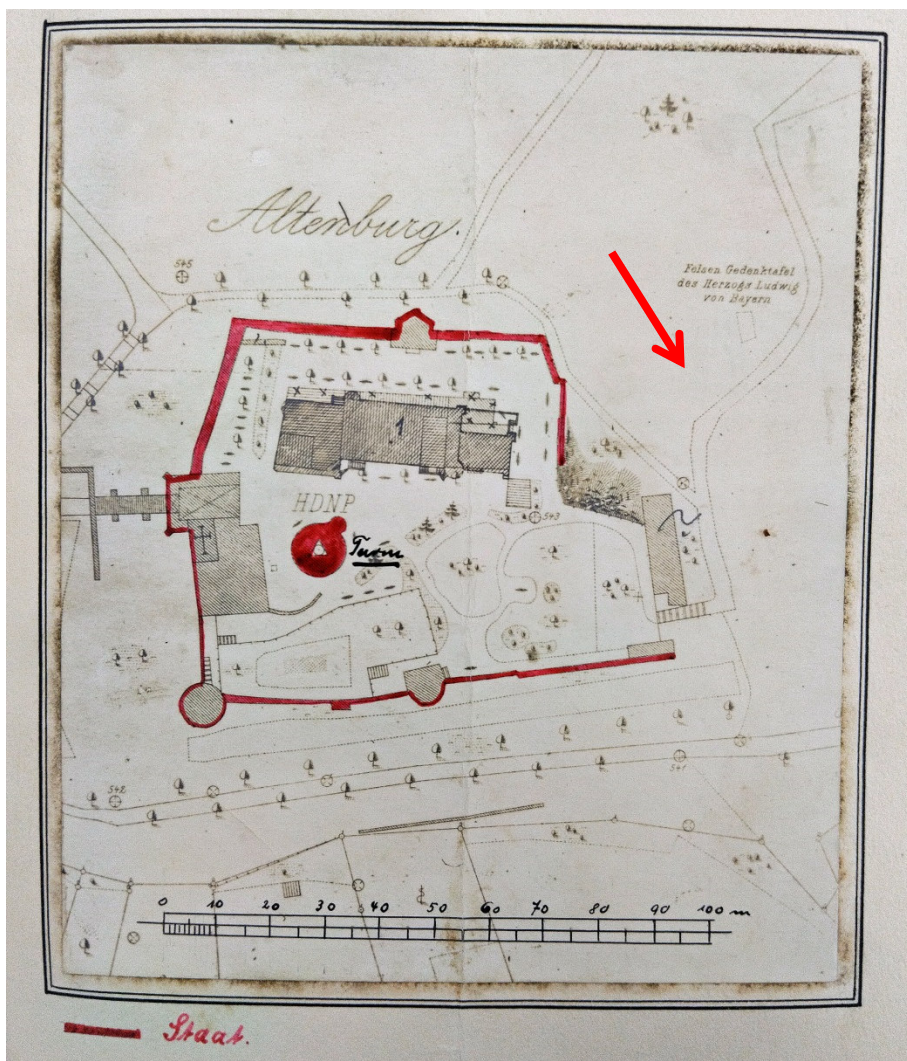 Altenburg.
545
Felsen Gedenktafel
des Herzogs Ludwig
von Bayern
1
HDNP
Turm
543
542
541
0 10 20 30 40 50 60 70 80 90 100 m
Staat.